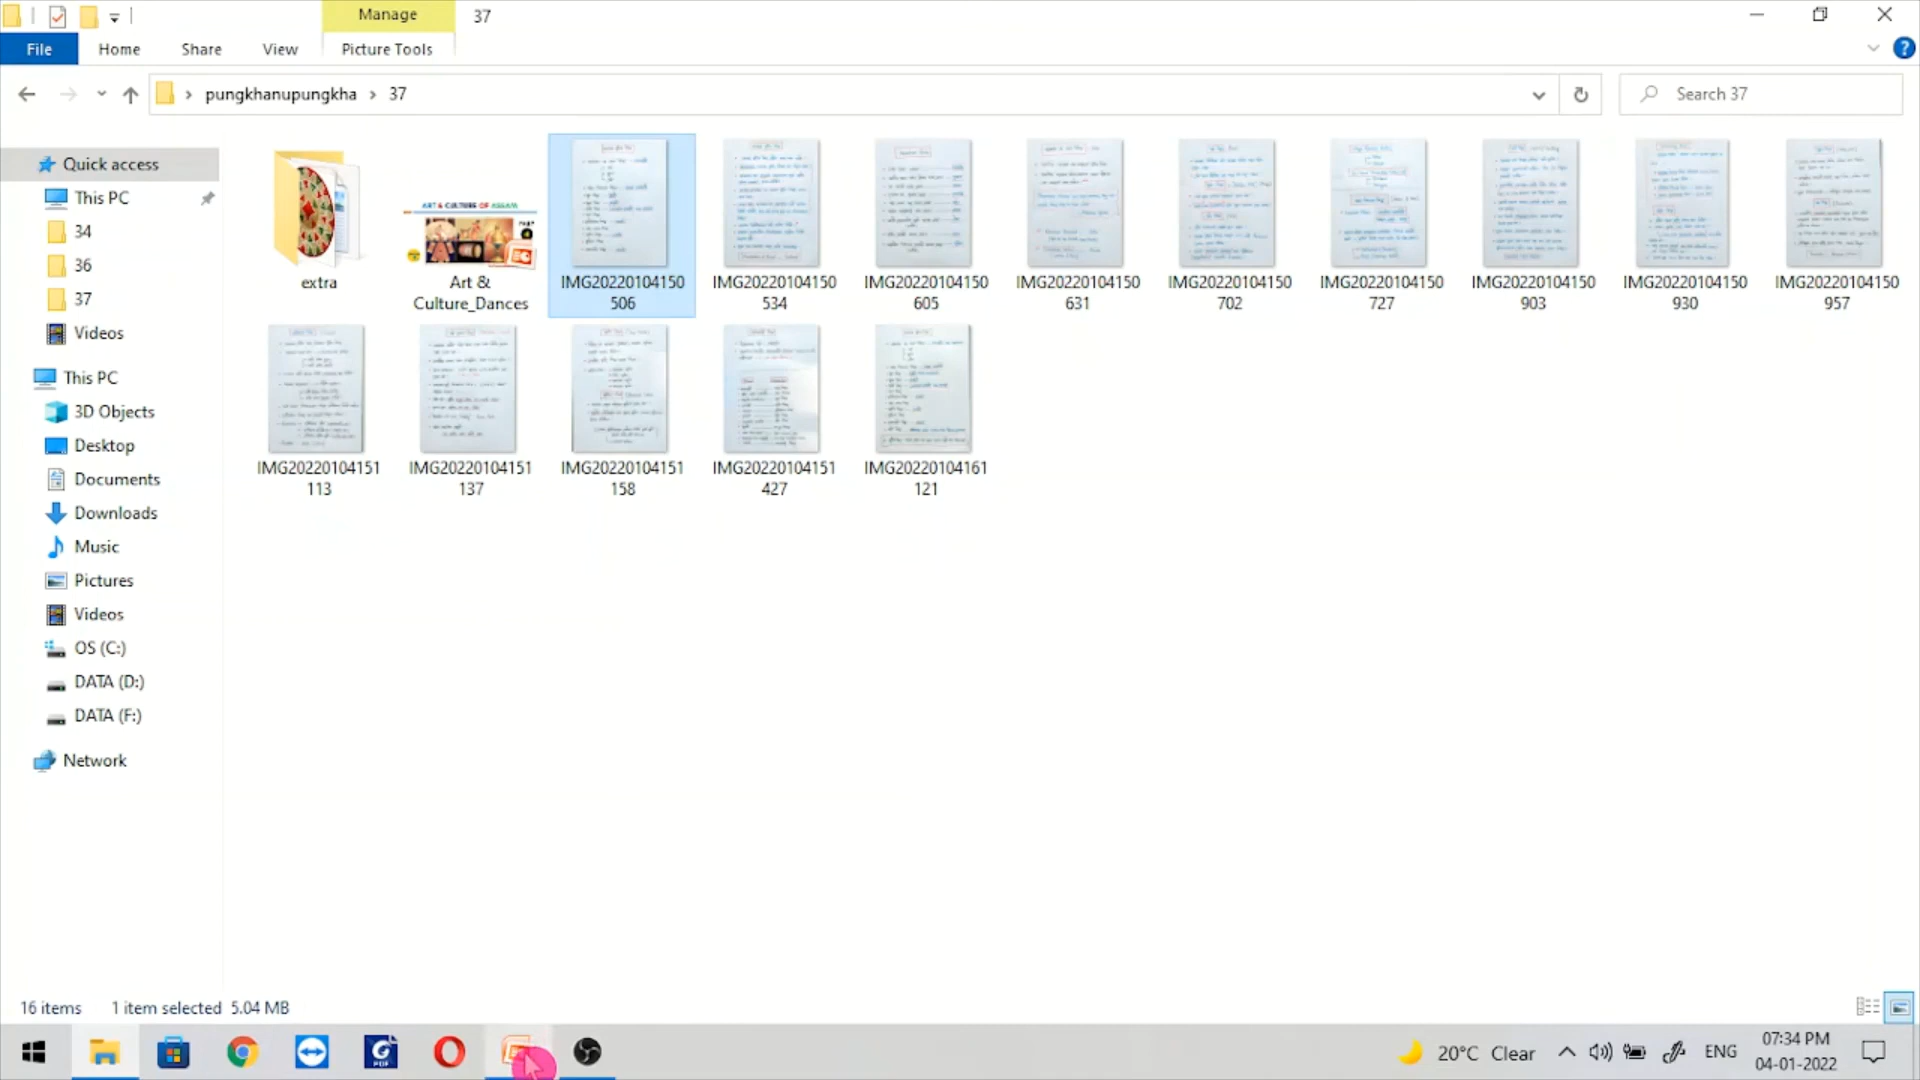 Manage
37
File
Home
Share
View
Picture Tools
pungkhanupungkha
37
Search 37
Quick access
This PC
34
36
37
Videos
This PC
3D Objects
Desktop
Documents
Downloads
Music
Pictures
Videos
OS (C:)
DATA (D:)
DATA (F:)
Network
extra
ART & CULTURE OF ASSAM
Art &
Culture_Dances
IMG20220104150
506
IMG20220104150
534
IMG20220104150
605
IMG20220104150
631
IMG20220104150
702
IMG20220104150
727
IMG20220104150
903
IMG20220104150
930
IMG20220104150
957
IMG20220104151
113
IMG20220104151
137
IMG20220104151
158
IMG20220104151
427
IMG20220104161
121
16 items
1 item selected 5.04 MB
20°C Clear
ENG
07:34 PM
04-01-2022